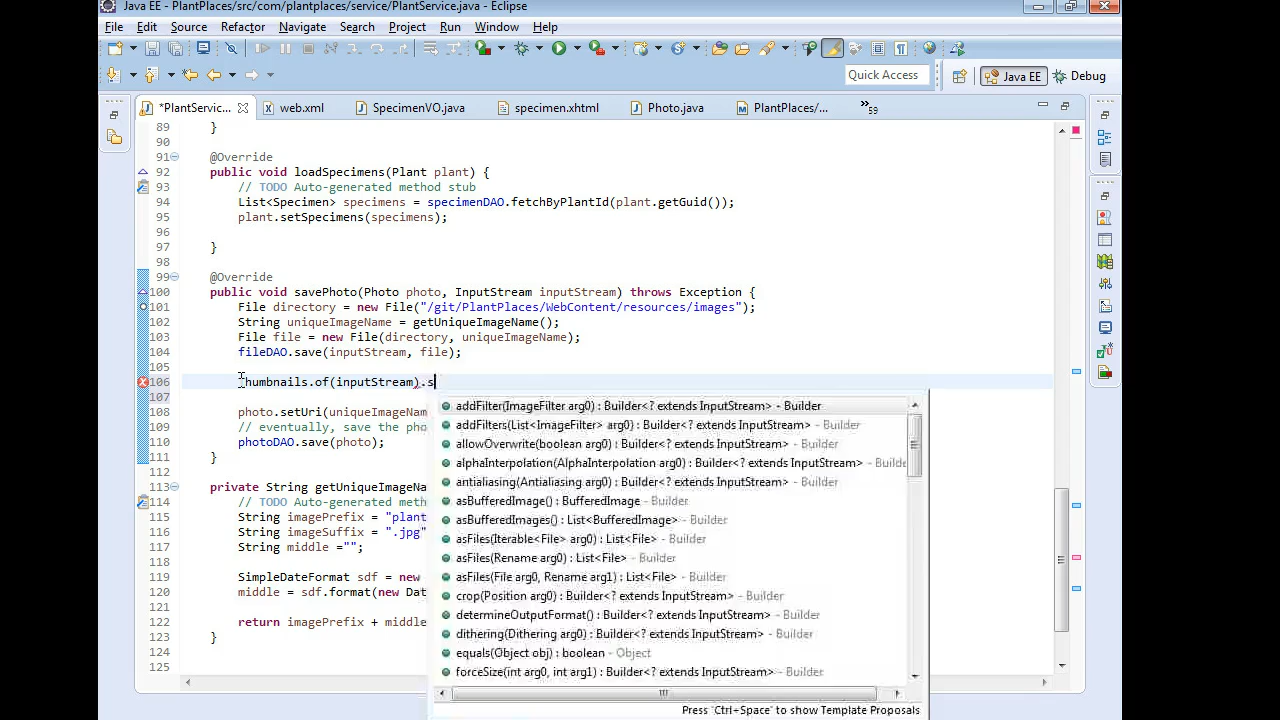 Java EE - PlantPlaces/src/com/plantplaces/service/PlantService.java - Eclipse
File Edit Source Refactor Navigate Search Project Run Window Help
Quick Access
Java EE
Debug
*PlantServic...
web.xml
SpecimenVO.java
specimen.xhtml
Photo.java
PlantPlaces/...
»59
89 }
90
91 @Override
92 public void loadSpecimens(Plant plant) {
93 // TODO Auto-generated method stub
94 List<Specimen> specimens = specimenDAO.fetchByPlantId(plant.getGuid());
95 plant.setSpecimens(specimens);
96
97 }
98
99 @Override
100 public void savePhoto(Photo photo, InputStream inputStream) throws Exception {
101 File directory = new File("/git/PlantPlaces/WebContent/resources/images");
102 String uniqueImageName = getUniqueImageName();
103 File file = new File(directory, uniqueImageName);
104 fileDAO.save(inputStream, file);
105
106 Thumbnails.of(inputStream).s
107
108 photo.setUri(uniqueImageNam
109 // eventually, save the pho
110 photoDAO.save(photo);
111 }
112
113 private String getUniqueImageNa
114 // TODO Auto-generated meth
115 String imagePrefix = "plant
116 String imageSuffix = ".jpg"
117 String middle ="";
118
119 SimpleDateFormat sdf = new
120 middle = sdf.format(new Dat
121
122 return imagePrefix + middle
123 }
124
125
addFilter(ImageFilter arg0) : Builder<? extends InputStream> - Builder
addFilters(List<ImageFilter> arg0) : Builder<? extends InputStream> - Builder
allowOverwrite(boolean arg0) : Builder<? extends InputStream> - Builder
alphaInterpolation(AlphaInterpolation arg0) : Builder<? extends InputStream> - Builde
antialiasing(Antialiasing arg0) : Builder<? extends InputStream> - Builder
asBufferedImage() : BufferedImage - Builder
asBufferedImages() : List<BufferedImage> - Builder
asFiles(Iterable<File> arg0) : List<File> - Builder
asFiles(Rename arg0) : List<File> - Builder
asFiles(File arg0, Rename arg1) : List<File> - Builder
crop(Position arg0) : Builder<? extends InputStream> - Builder
determineOutputFormat() : Builder<? extends InputStream> - Builder
dithering(Dithering arg0) : Builder<? extends InputStream> - Builder
equals(Object obj) : boolean - Object
forceSize(int arg0, int arg1) : Builder<? extends InputStream> - Builder
Press 'Ctrl+Space' to show Template Proposals